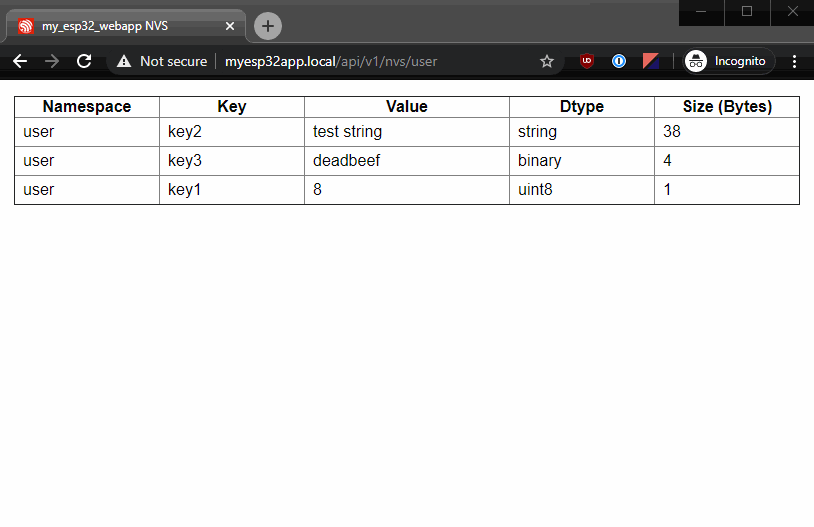 my_esp32_webapp NVS
Not secure myesp32app.local/api/v1/nvs/user UD Incognito
Namespace Key Value Dtype Size (Bytes)
user key2 test string string 38
user key3 deadbeef binary 4
user key1 8 uint8 1